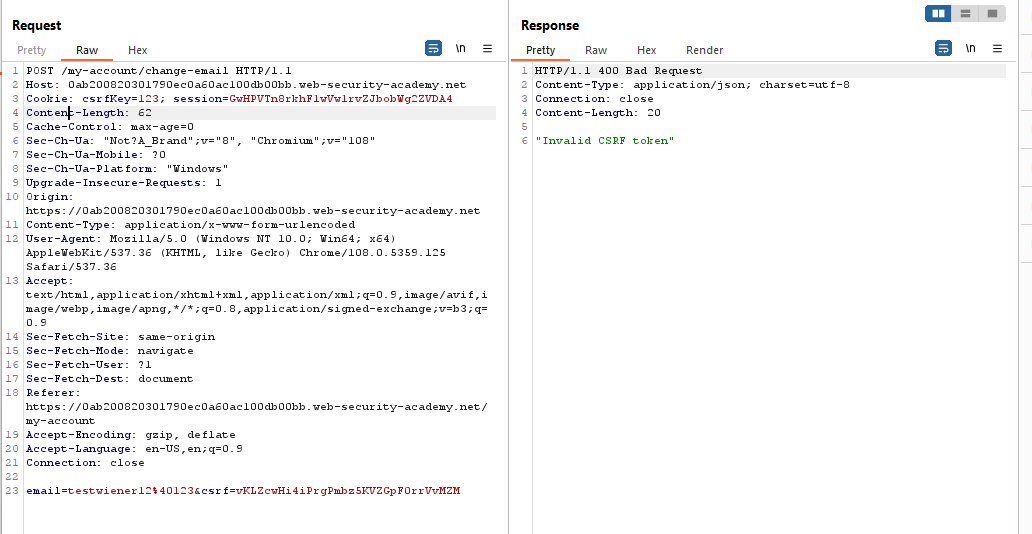 Request
Pretty Raw Hex \n
1 POST /my-account/change-email HTTP/1.1
2 Host: 0ab200820301790ec0a60ac100db00bb.web-security-academy.net
3 Cookie: csrfKey=123; session=GwHPVTn8rkhFlwVwlrvZJbobWg2ZVDA4
4 Content-Length: 62
5 Cache-Control: max-age=0
6 Sec-Ch-Ua: "Not?A_Brand";v="8", "Chromium";v="108"
7 Sec-Ch-Ua-Mobile: ?0
8 Sec-Ch-Ua-Platform: "Windows"
9 Upgrade-Insecure-Requests: 1
10 Origin:
https://0ab200820301790ec0a60ac100db00bb.web-security-academy.net
11 Content-Type: application/x-www-form-urlencoded
12 User-Agent: Mozilla/5.0 (Windows NT 10.0; Win64; x64)
AppleWebKit/537.36 (KHTML, like Gecko) Chrome/108.0.5359.125
Safari/537.36
13 Accept:
text/html,application/xhtml+xml,application/xml;q=0.9,image/avif,i
mage/webp,image/apng,*/*;q=0.8,application/signed-exchange;v=b3;q=
0.9
14 Sec-Fetch-Site: same-origin
15 Sec-Fetch-Mode: navigate
16 Sec-Fetch-User: ?1
17 Sec-Fetch-Dest: document
18 Referer:
https://0ab200820301790ec0a60ac100db00bb.web-security-academy.net/
my-account
19 Accept-Encoding: gzip, deflate
20 Accept-Language: en-US,en;q=0.9
21 Connection: close
22
23 email=testwiener12%40123&csrf=vKLZcwHi4iPrgPmbz5KVZGpF0rrVvMZM
Response
Pretty Raw Hex Render \n
1 HTTP/1.1 400 Bad Request
2 Content-Type: application/json; charset=utf-8
3 Connection: close
4 Content-Length: 20
5
6 "Invalid CSRF token"